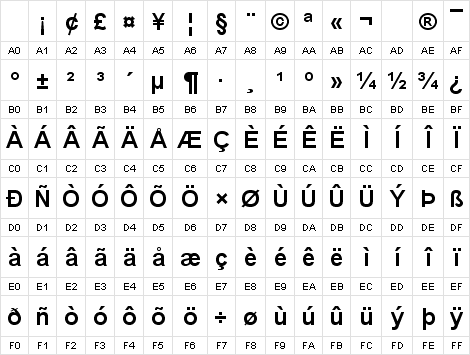 ¡ ¢ £ ¤ ¥ ¦ § ¨ © ª « ¬ ® ¯
A0 A1 A2 A3 A4 A5 A6 A7 A8 A9 AA AB AC AD AE AF
° ± ² ³ ´ µ ¶ · ¸ ¹ º » ¼ ½ ¾ ¿
B0 B1 B2 B3 B4 B5 B6 B7 B8 B9 BA BB BC BD BE BF
À Á Â Ã Ä Å Æ Ç È É Ê Ë Ì Í Î Ï
C0 C1 C2 C3 C4 C5 C6 C7 C8 C9 CA CB CC CD CE CF
Ð Ñ Ò Ó Ô Õ Ö × Ø Ù Ú Û Ü Ý Þ ß
D0 D1 D2 D3 D4 D5 D6 D7 D8 D9 DA DB DC DD DE DF
à á â ã ä å æ ç è é ê ë ì í î ï
E0 E1 E2 E3 E4 E5 E6 E7 E8 E9 EA EB EC ED EE EF
ð ñ ò ó ô õ ö ÷ ø ù ú û ü ý þ ÿ
F0 F1 F2 F3 F4 F5 F6 F7 F8 F9 FA FB FC FD FE FF